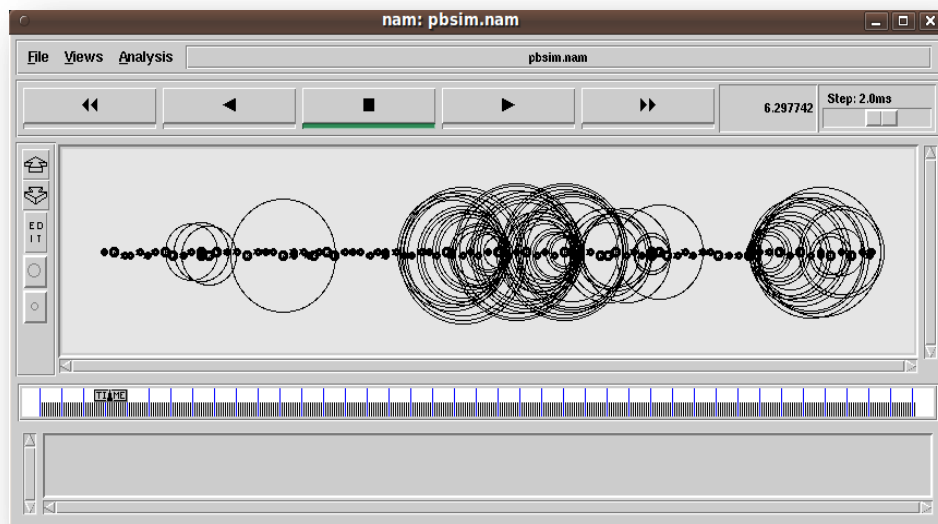 nam: pbsim.nam
File Views Analysis pbsim.nam
6.297742
Step: 2.0ms
ED
IT
TIME